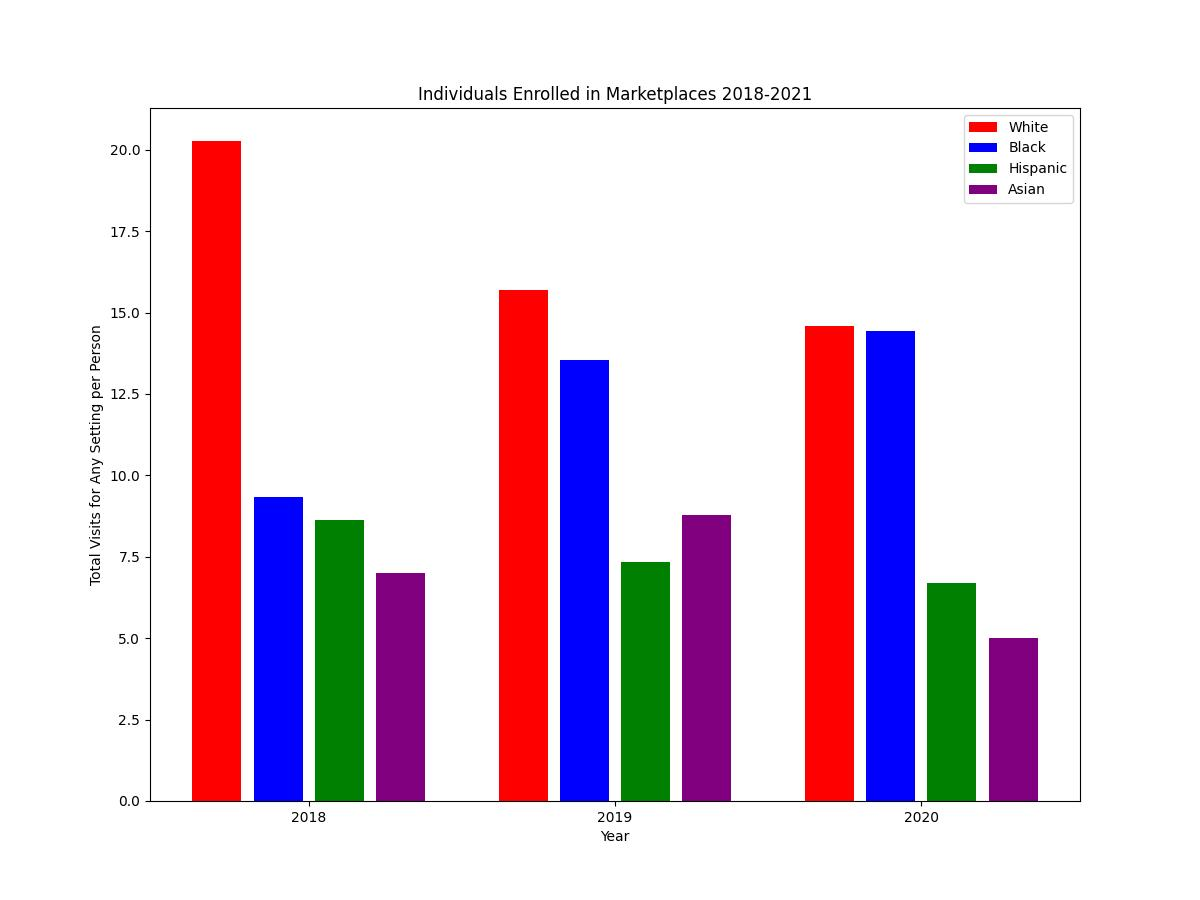 Individuals Enrolled in Marketplaces 2018-2021
White
Black
Hispanic
Asian
Total Visits for Any Setting per Person
20.0
17.5
15.0
12.5
10.0
7.5
5.0
2.5
0.0
2018
2019
2020
Year